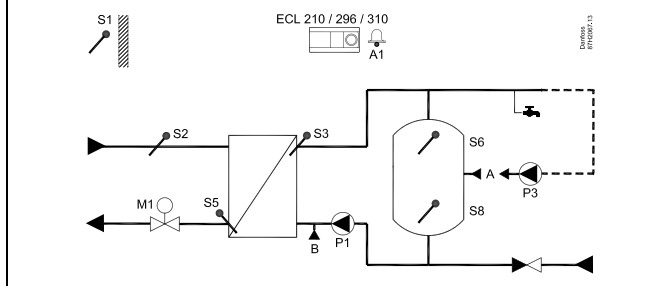 S1
ECL 210 / 296 / 310
A1
Danfoss
87H2067.13
S2
S3
S6
A
P3
M1
S5
S8
B
P1